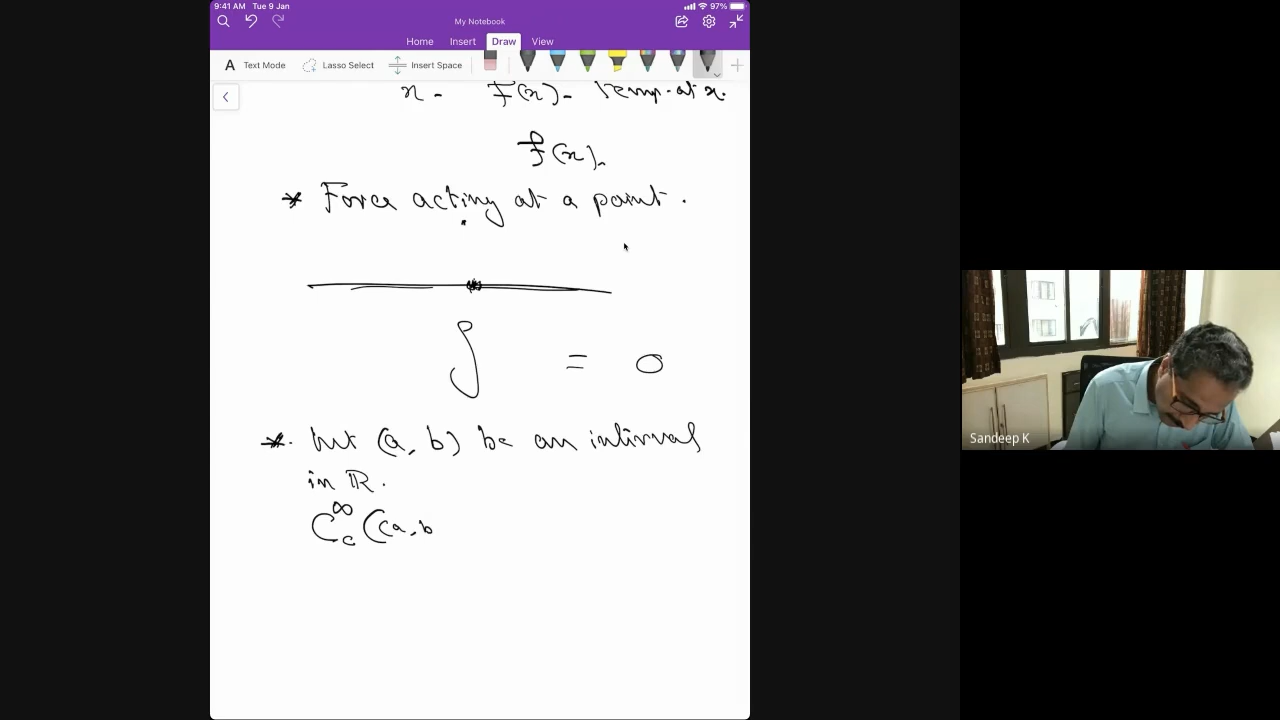 9:41 AM Tue 9 Jan
97%
My Notebook
Home Insert Draw View
A Text Mode Lasso Select Insert Space
x - F(x) - Temp. at x.
f(x).
* Force acting at a point.
∫ = 0
*. Let (a, b) be an interval
in ℝ.
C_c^∞((a, b
Sandeep K